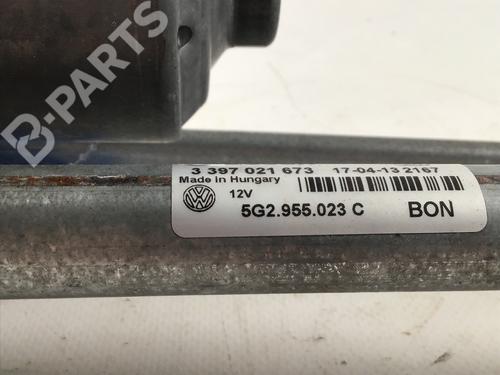 B-PARTS
3 397 021 673 17-04-13 2167
Made in Hungary
12V
5G2.955.023 C BON